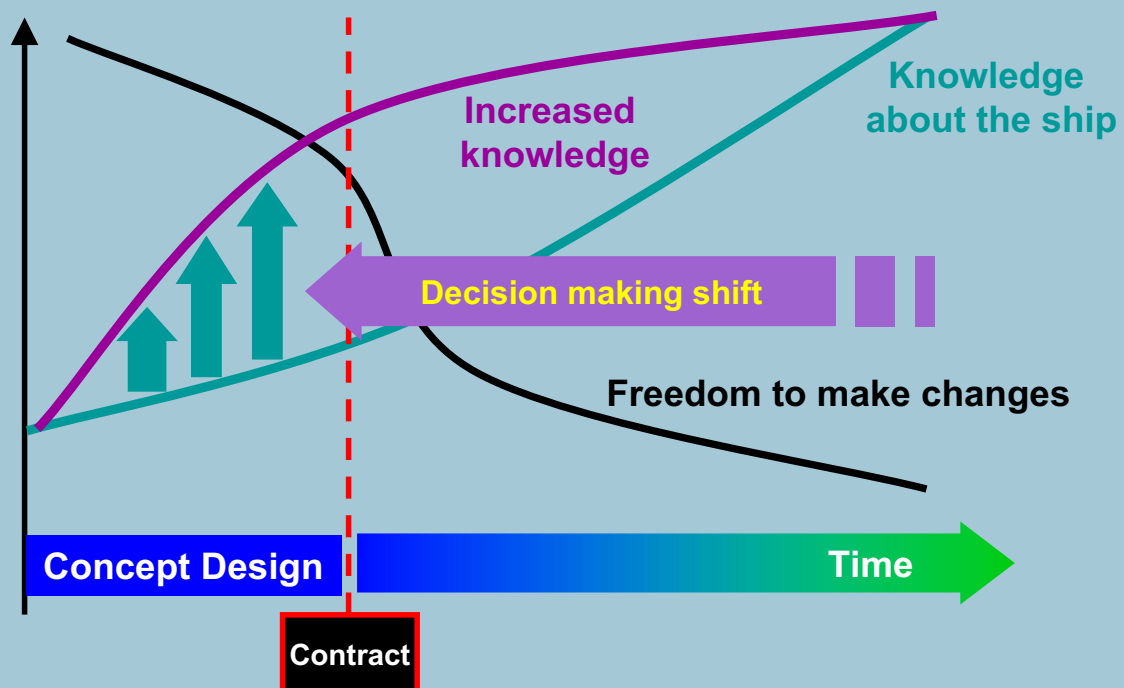 Knowledge
about the ship
Increased
knowledge
Decision making shift
Freedom to make changes
Concept Design
Time
Contract